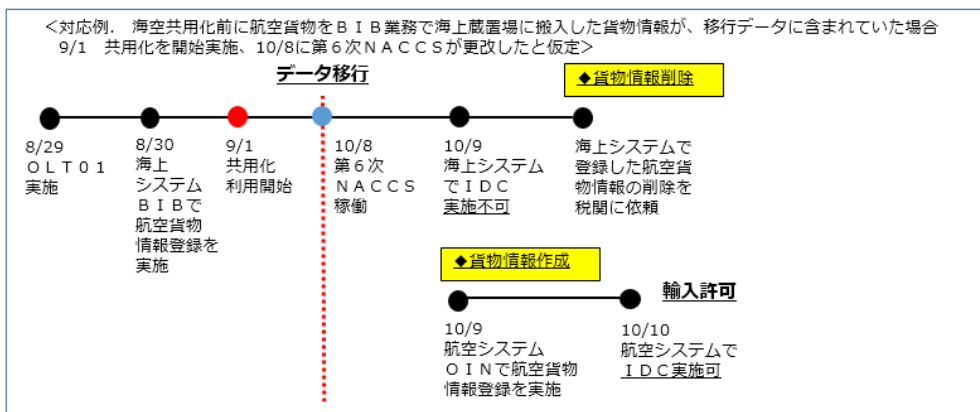 ＜対応例．海空共用化前に航空貨物をＢＩＢ業務で海上蔵置場に搬入した貨物情報が、移行データに含まれていた場合
9/1　共用化を開始実施、10/8に第６次ＮＡＣＣＳが更改したと仮定＞
データ移行
◆貨物情報削除
8/29
ＯＬＴ０１
実施
8/30
海上
システム
ＢＩＢで
航空貨物
情報登録を
実施
9/1
共用化
利用開始
10/8
第６次
ＮＡＣＣＳ
稼働
10/9
海上システム
でＩＤＣ
実施不可
海上システムで
登録した航空貨
物情報の削除を
税関に依頼
◆貨物情報作成
輸入許可
10/9
航空システム
ＯＩＮで航空貨物
情報登録を実施
10/10
航空システムで
ＩＤＣ実施可